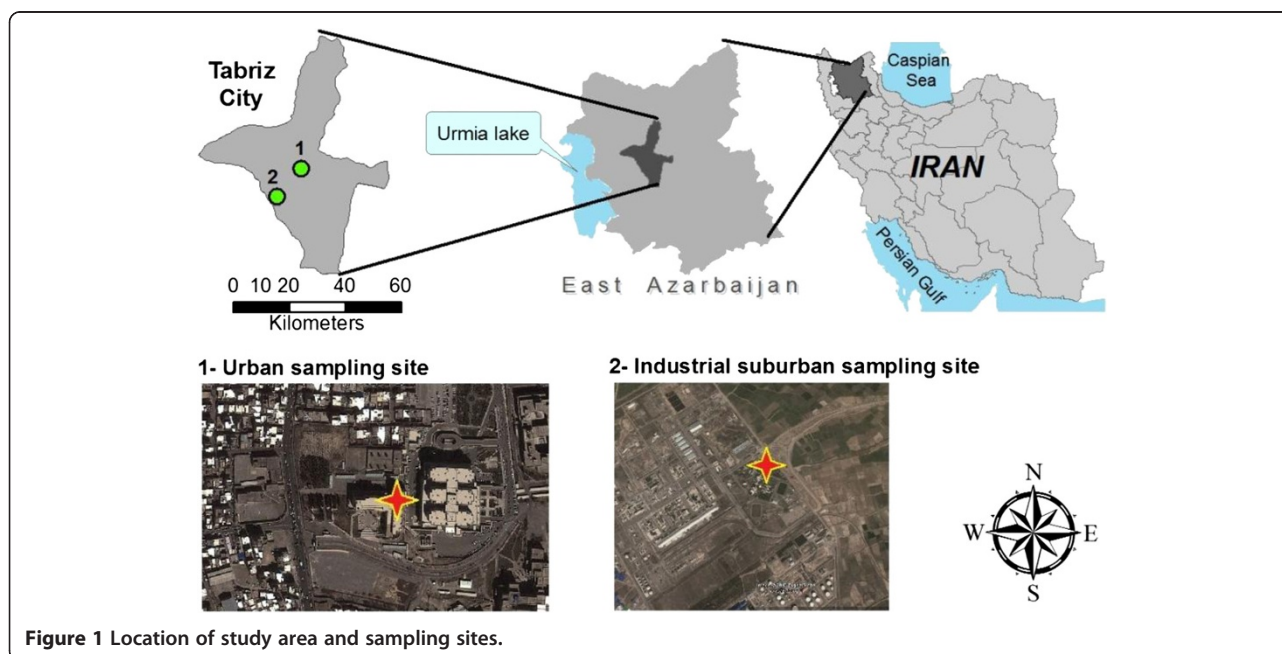 Tabriz
City
1
2
0 10 20 40 60
Kilometers
Urmia lake
East Azarbaijan
Caspian
Sea
IRAN
Persian Gulf
1- Urban sampling site
2- Industrial suburban sampling site
N
W E
S
Figure 1 Location of study area and sampling sites.